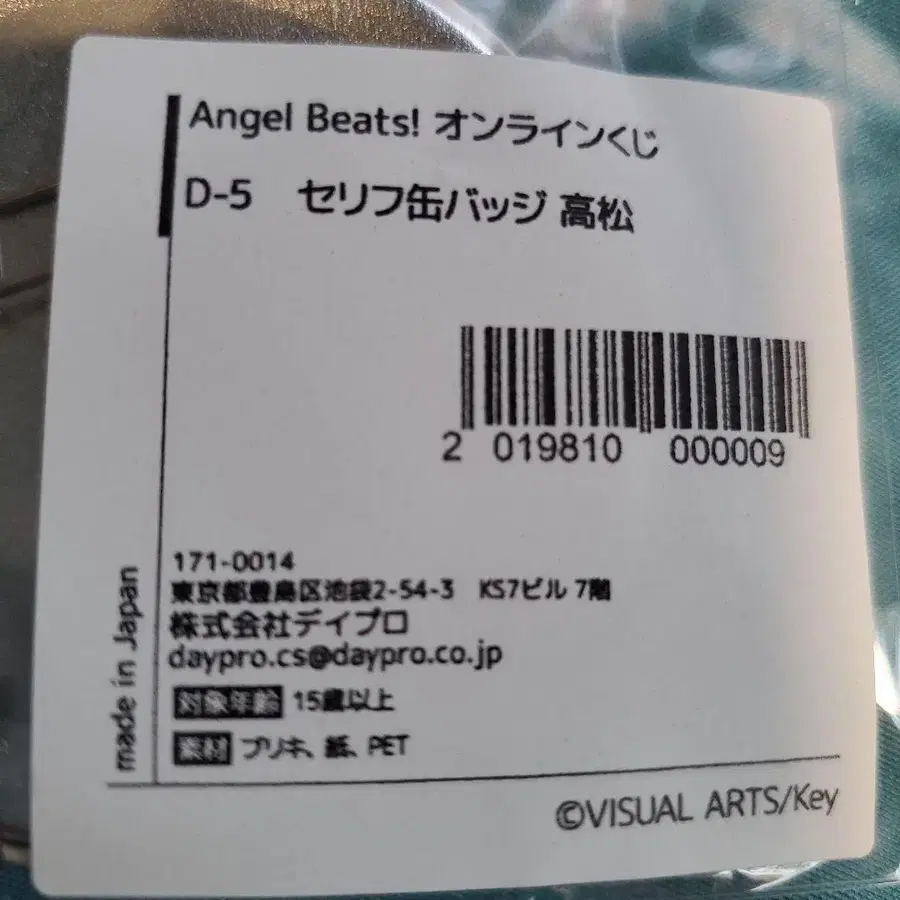 Angel Beats! オンラインくじ
D-5 セリフ缶バッジ 高松
2 019810 000009
171-0014
東京都豊島区池袋2-54-3 KS7ビル 7階
株式会社デイプロ
daypro.cs@daypro.co.jp
対象年齢 15歳以上
素材 ブリキ、紙、PET
made in Japan
©VISUAL ARTS/Key